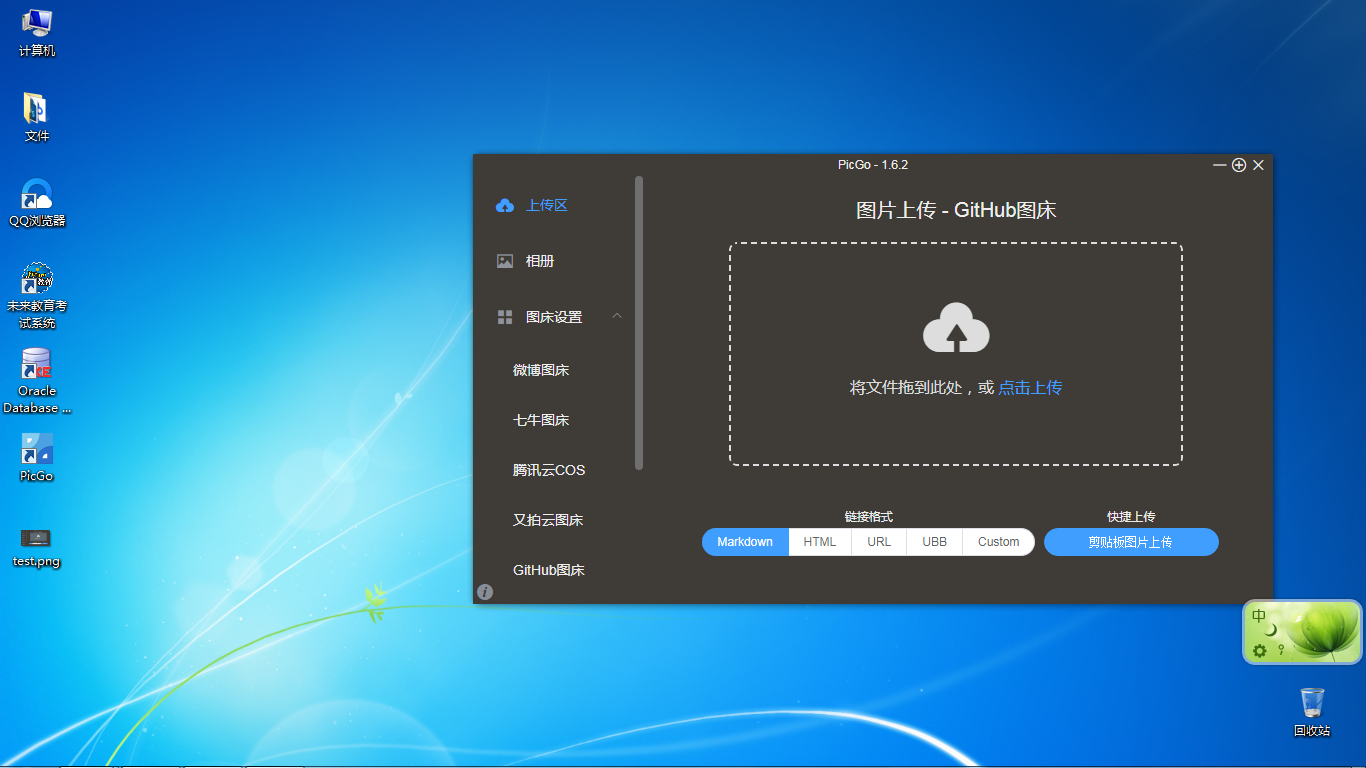 计算机
文件
QQ浏览器
未来教育考
试系统
Oracle
Database ...
PicGo
test.png
PicGo - 1.6.2
上传区
相册
图床设置
微博图床
七牛图床
腾讯云COS
又拍云图床
GitHub图床
图片上传 - GitHub图床
将文件拖到此处，或 点击上传
链接格式
快捷上传
Markdown HTML URL UBB Custom
剪贴板图片上传
中
回收站